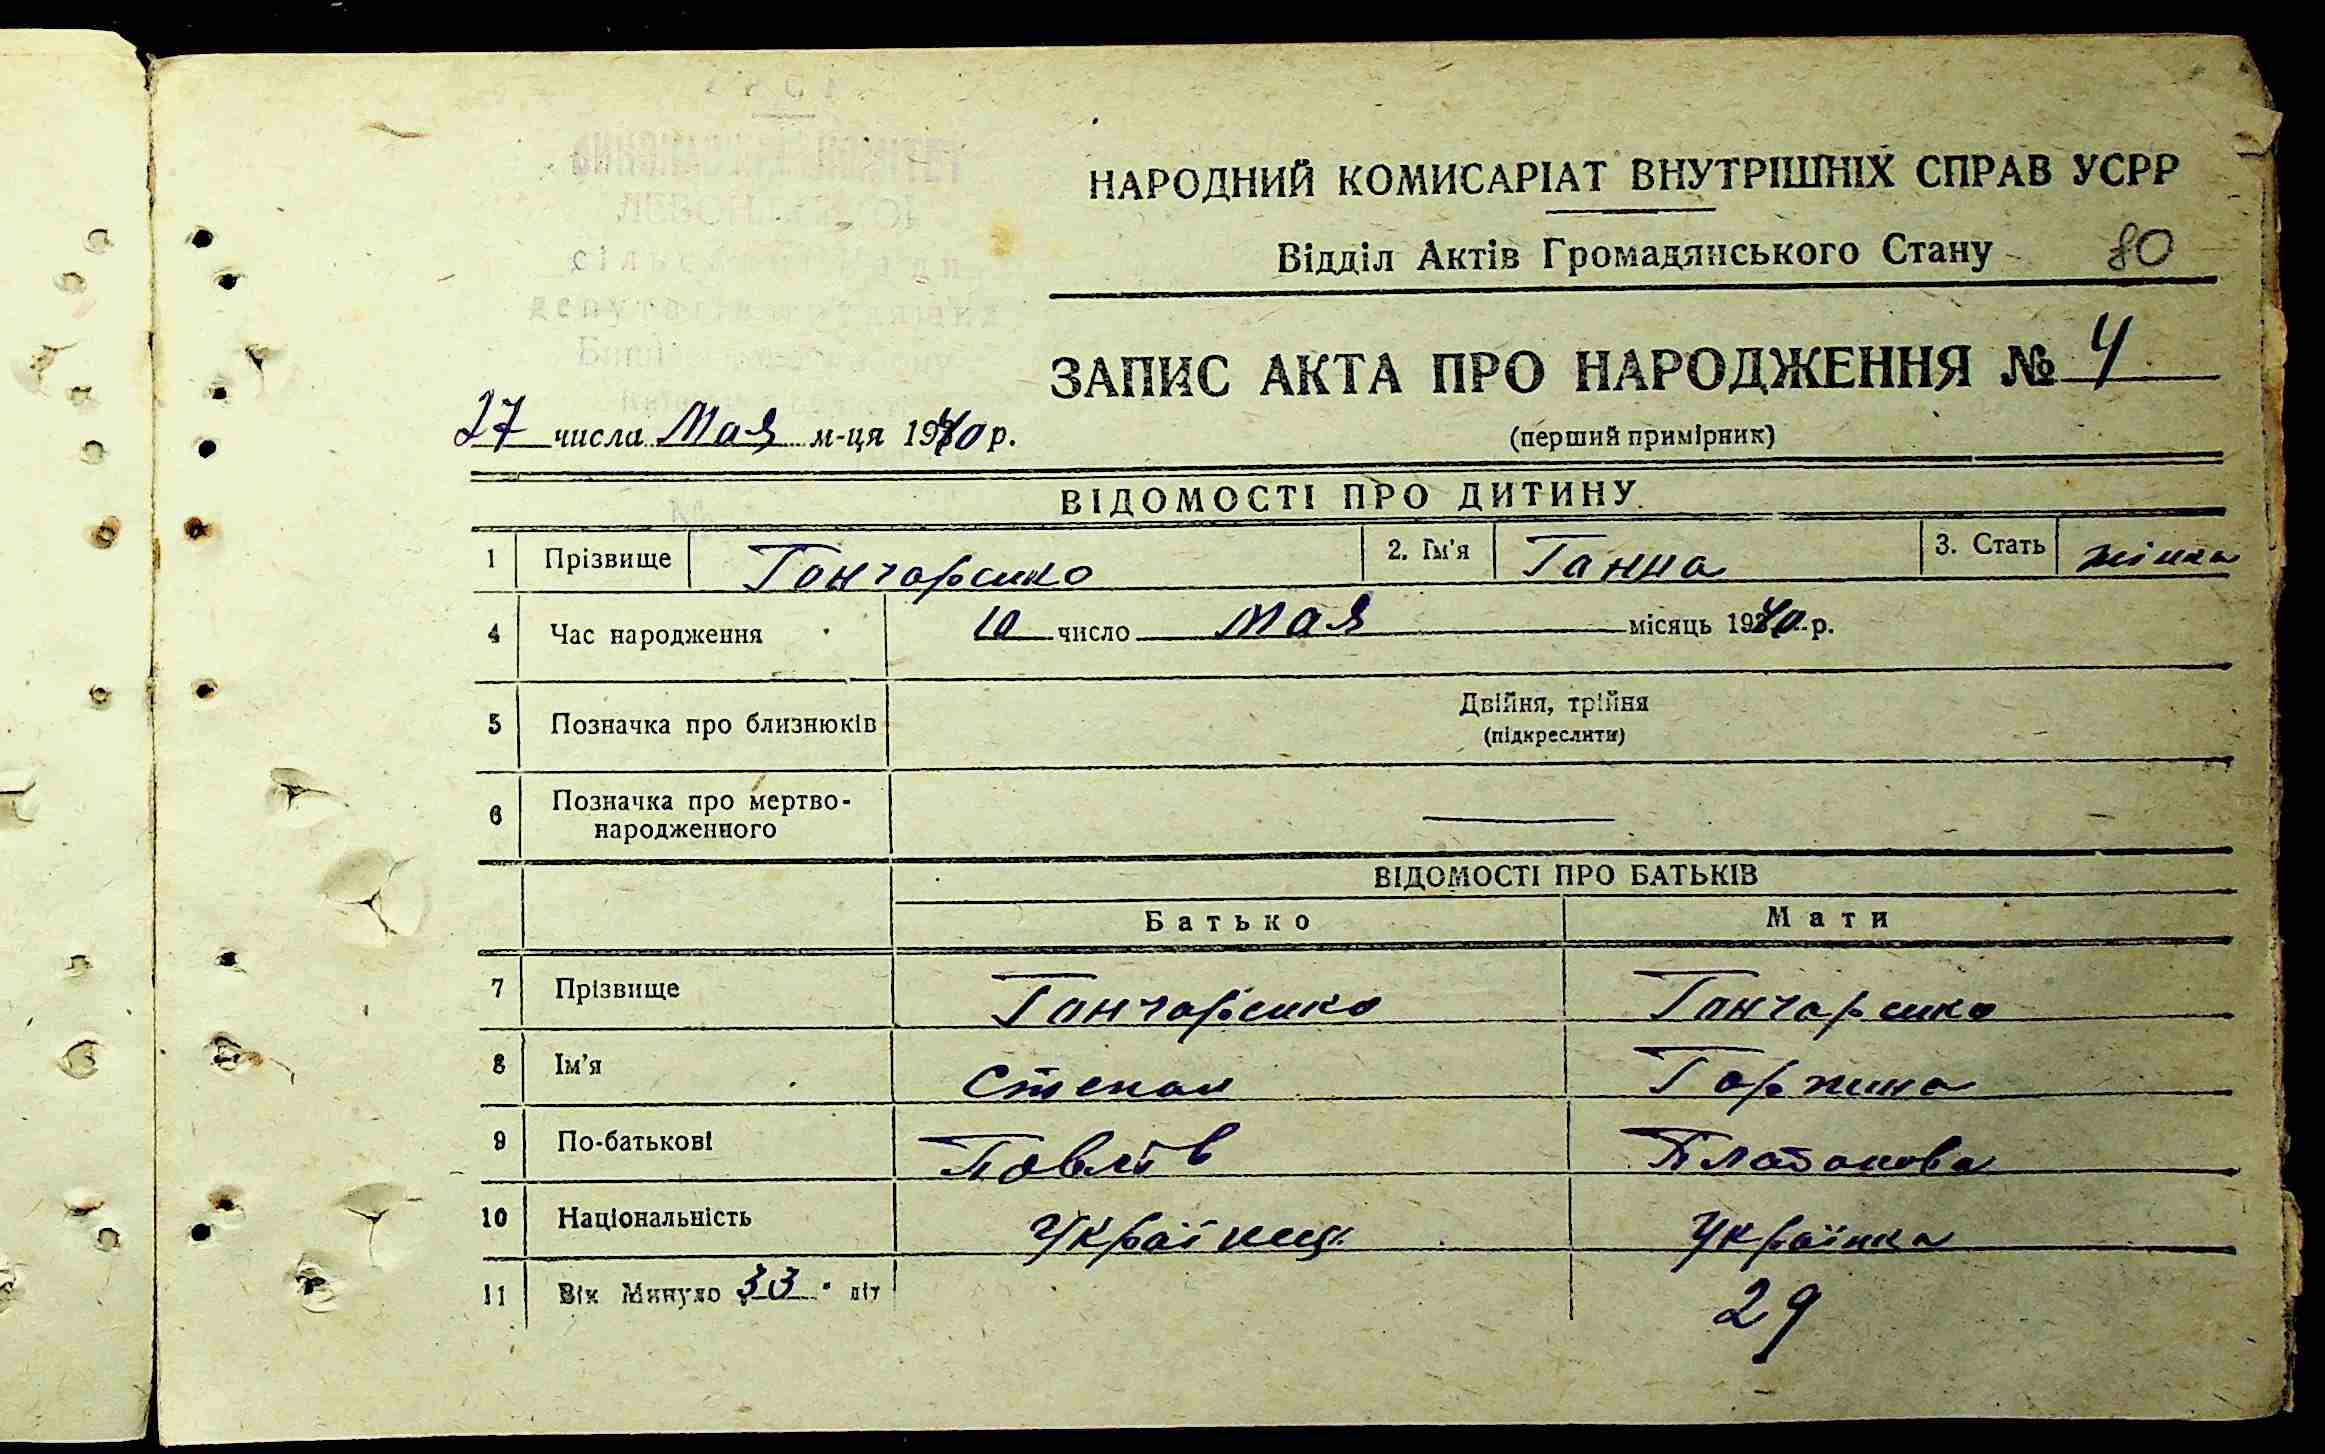 НАРОДНИЙ КОМИСАРІАТ ВНУТРІШНІХ СПРАВ УСРР
Відділ Актів Громадянського Стану 80
ЗАПИС АКТА ПРО НАРОДЖЕННЯ № 4
27 числа Мая м-ця 1940 р.
(перший примірник)
ВІДОМОСТІ ПРО ДИТИНУ
1 Прізвище Гончаренко 2. Ім'я Ганна 3. Стать жінка
4 Час народження 10 число Мая місяць 1940 р.
5 Позначка про близнюків Двійня, трійня
(підкреслити)
6 Позначка про мертво-
народженного
ВІДОМОСТІ ПРО БАТЬКІВ
Батько Мати
7 Прізвище Гончаренко Гончаренко
8 Ім'я Степан Горпина
9 По-батькові Павлов Платонова
10 Національність Українец Українка
11 Вік Минуло 33 літ 29